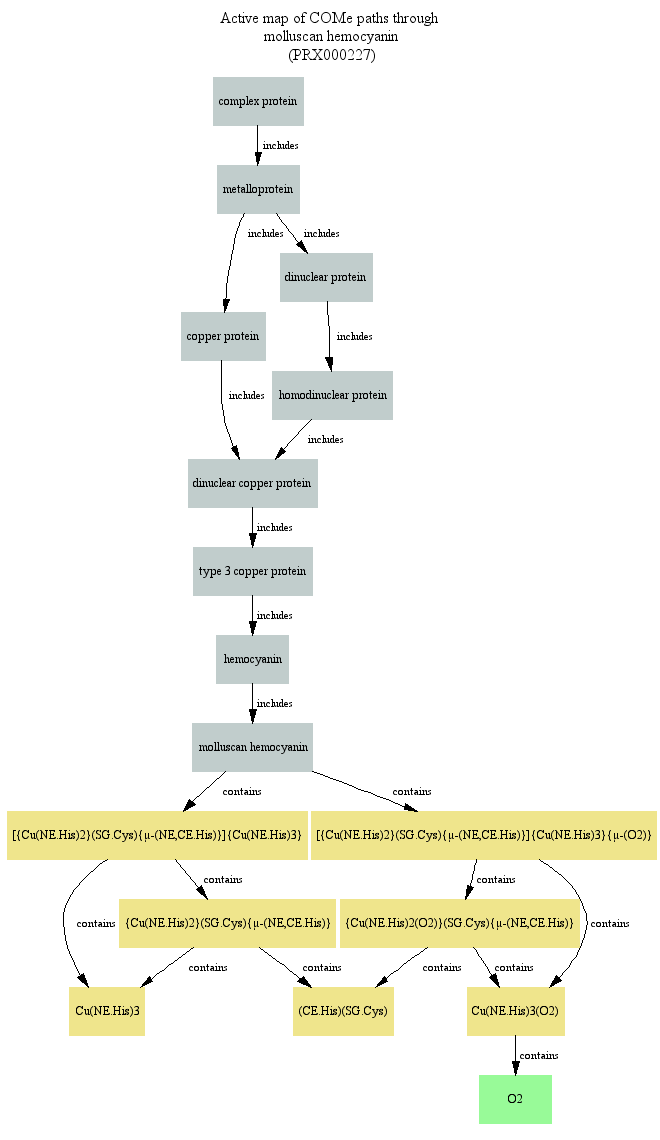 Active map of COMe paths through
molluscan hemocyanin
(PRX000227)
complex protein
includes
metalloprotein
includes
includes
dinuclear protein
copper protein
includes
includes
homodinuclear protein
includes
dinuclear copper protein
includes
type 3 copper protein
includes
hemocyanin
includes
molluscan hemocyanin
contains
contains
[{Cu(NE.His)2}(SG.Cys){μ-(NE,CE.His)}]{Cu(NE.His)3}
[{Cu(NE.His)2}(SG.Cys){μ-(NE,CE.His)}]{Cu(NE.His)3}{μ-(O2)}
contains
contains
contains
contains
{Cu(NE.His)2}(SG.Cys){μ-(NE,CE.His)}
{Cu(NE.His)2(O2)}(SG.Cys){μ-(NE,CE.His)}
contains
contains
contains
contains
Cu(NE.His)3
(CE.His)(SG.Cys)
Cu(NE.His)3(O2)
contains
O2